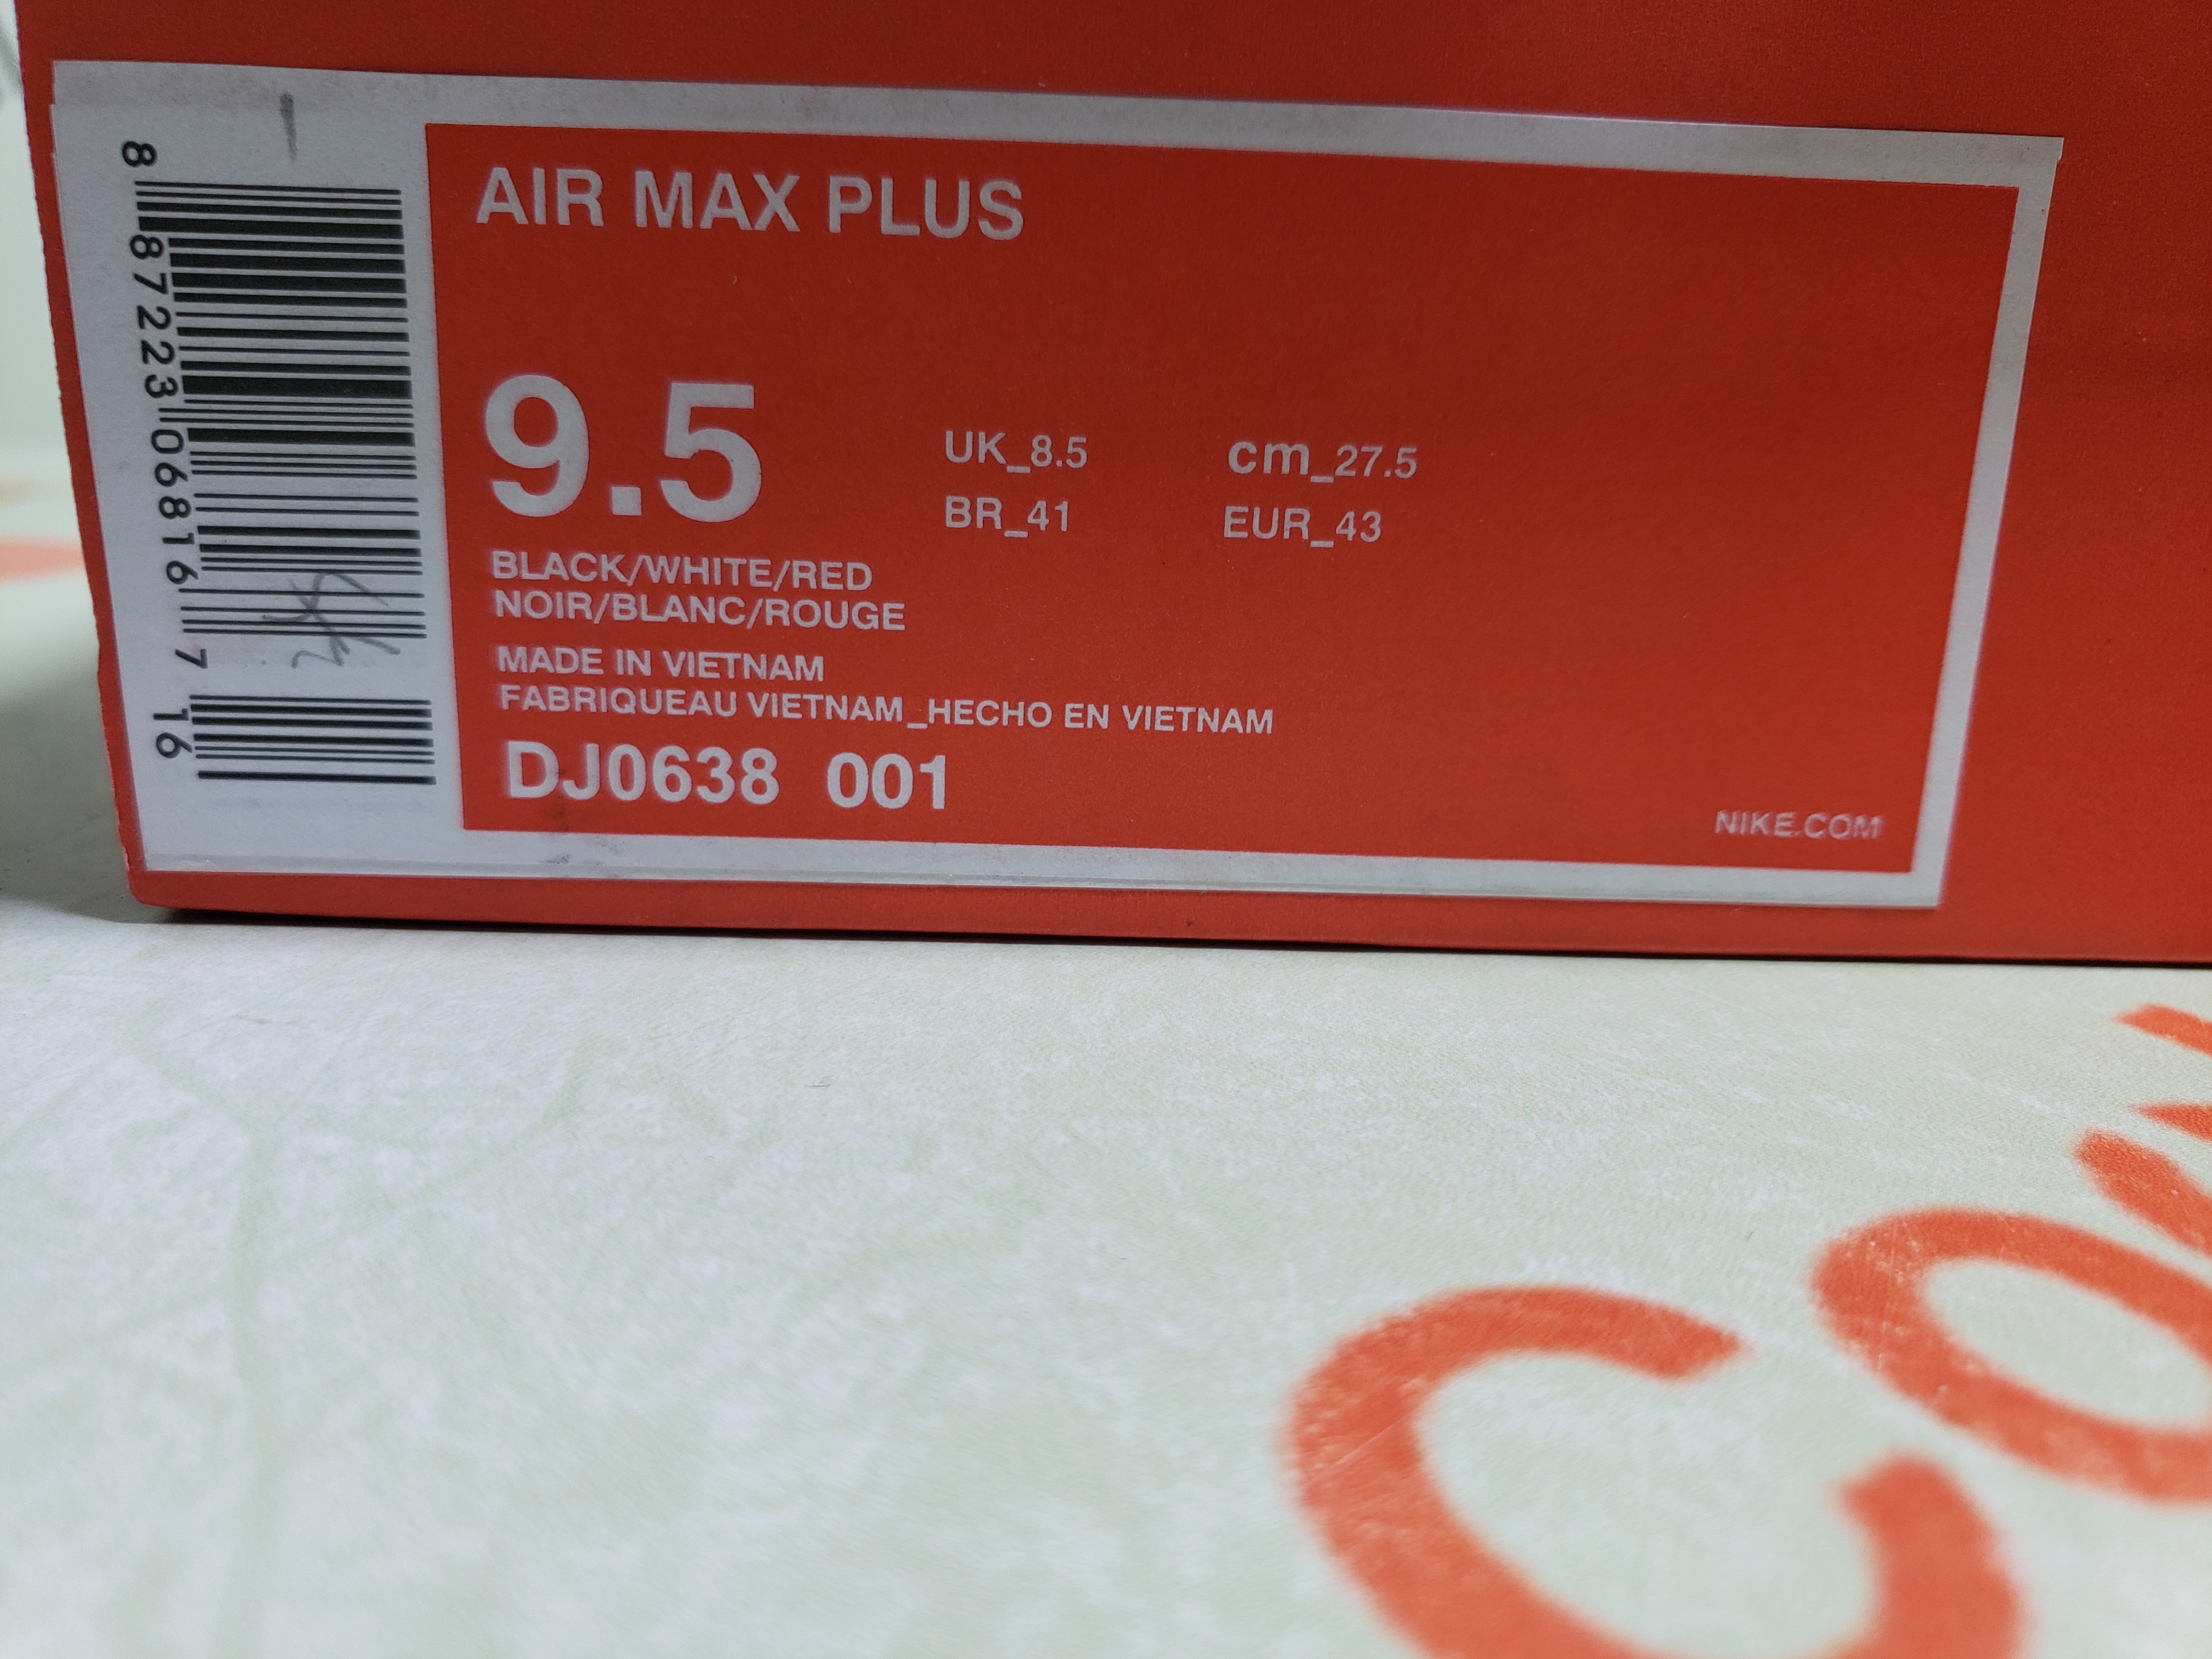 8 87223 06816 7 16
AIR MAX PLUS
9.5
UK_8.5 cm_27.5
BR_41 EUR_43
BLACK/WHITE/RED
NOIR/BLANC/ROUGE
MADE IN VIETNAM
FABRIQUEAU VIETNAM_HECHO EN VIETNAM
DJ0638 001
NIKE.COM